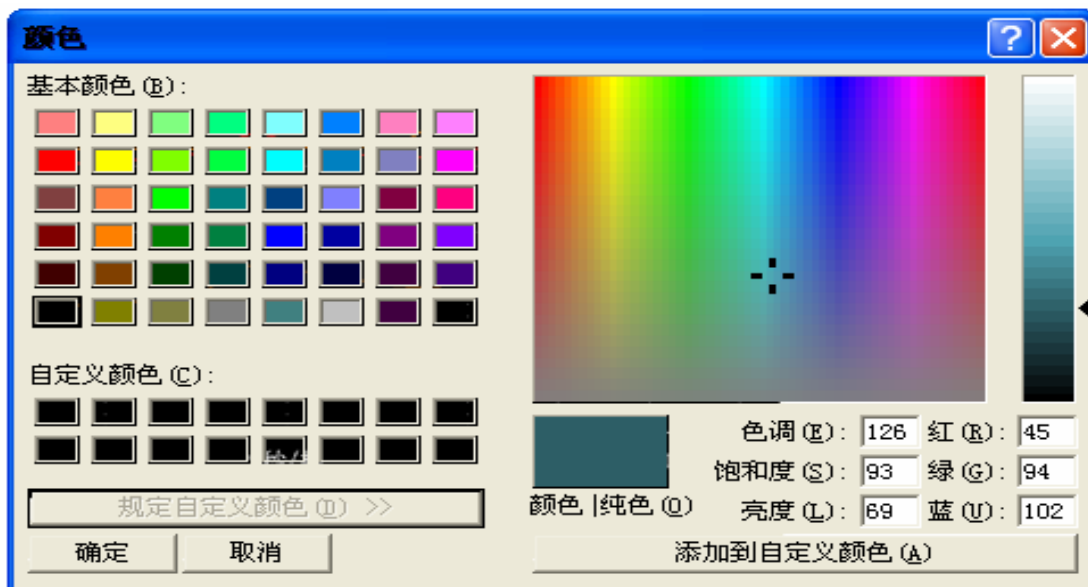 颜色
基本颜色(B):
自定义颜色(C):
规定自定义颜色(D) >>
确定 取消
色调(E): 126 红(R): 45
饱和度(S): 93 绿(G): 94
颜色|纯色(O) 亮度(L): 69 蓝(U): 102
添加到自定义颜色(A)